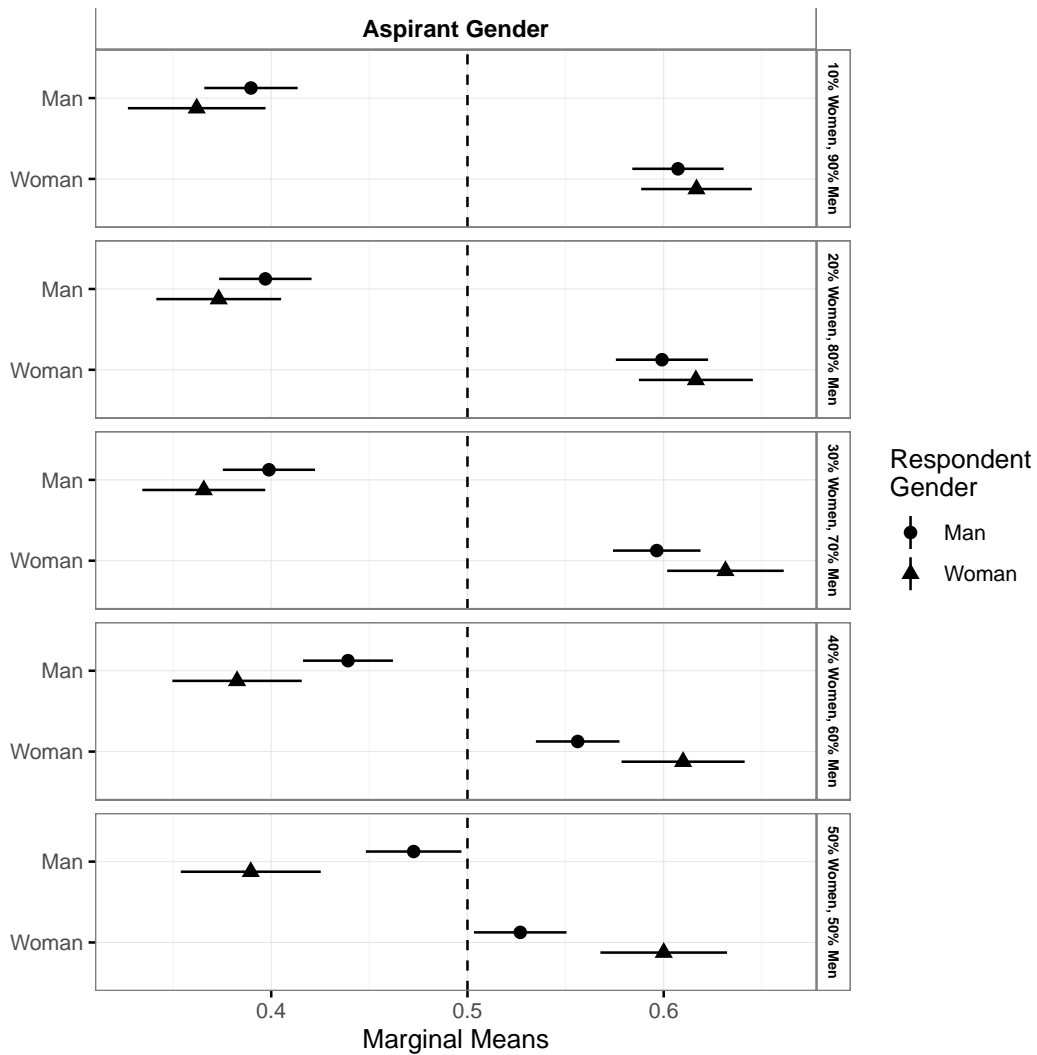 Aspirant Gender
Man
Woman
10% Women, 90% Men
Man
Woman
20% Women, 80% Men
Man
Woman
30% Women, 70% Men
Man
Woman
40% Women, 60% Men
Man
Woman
50% Women, 50% Men
0.4
0.5
0.6
Marginal Means
Respondent
Gender
Man
Woman